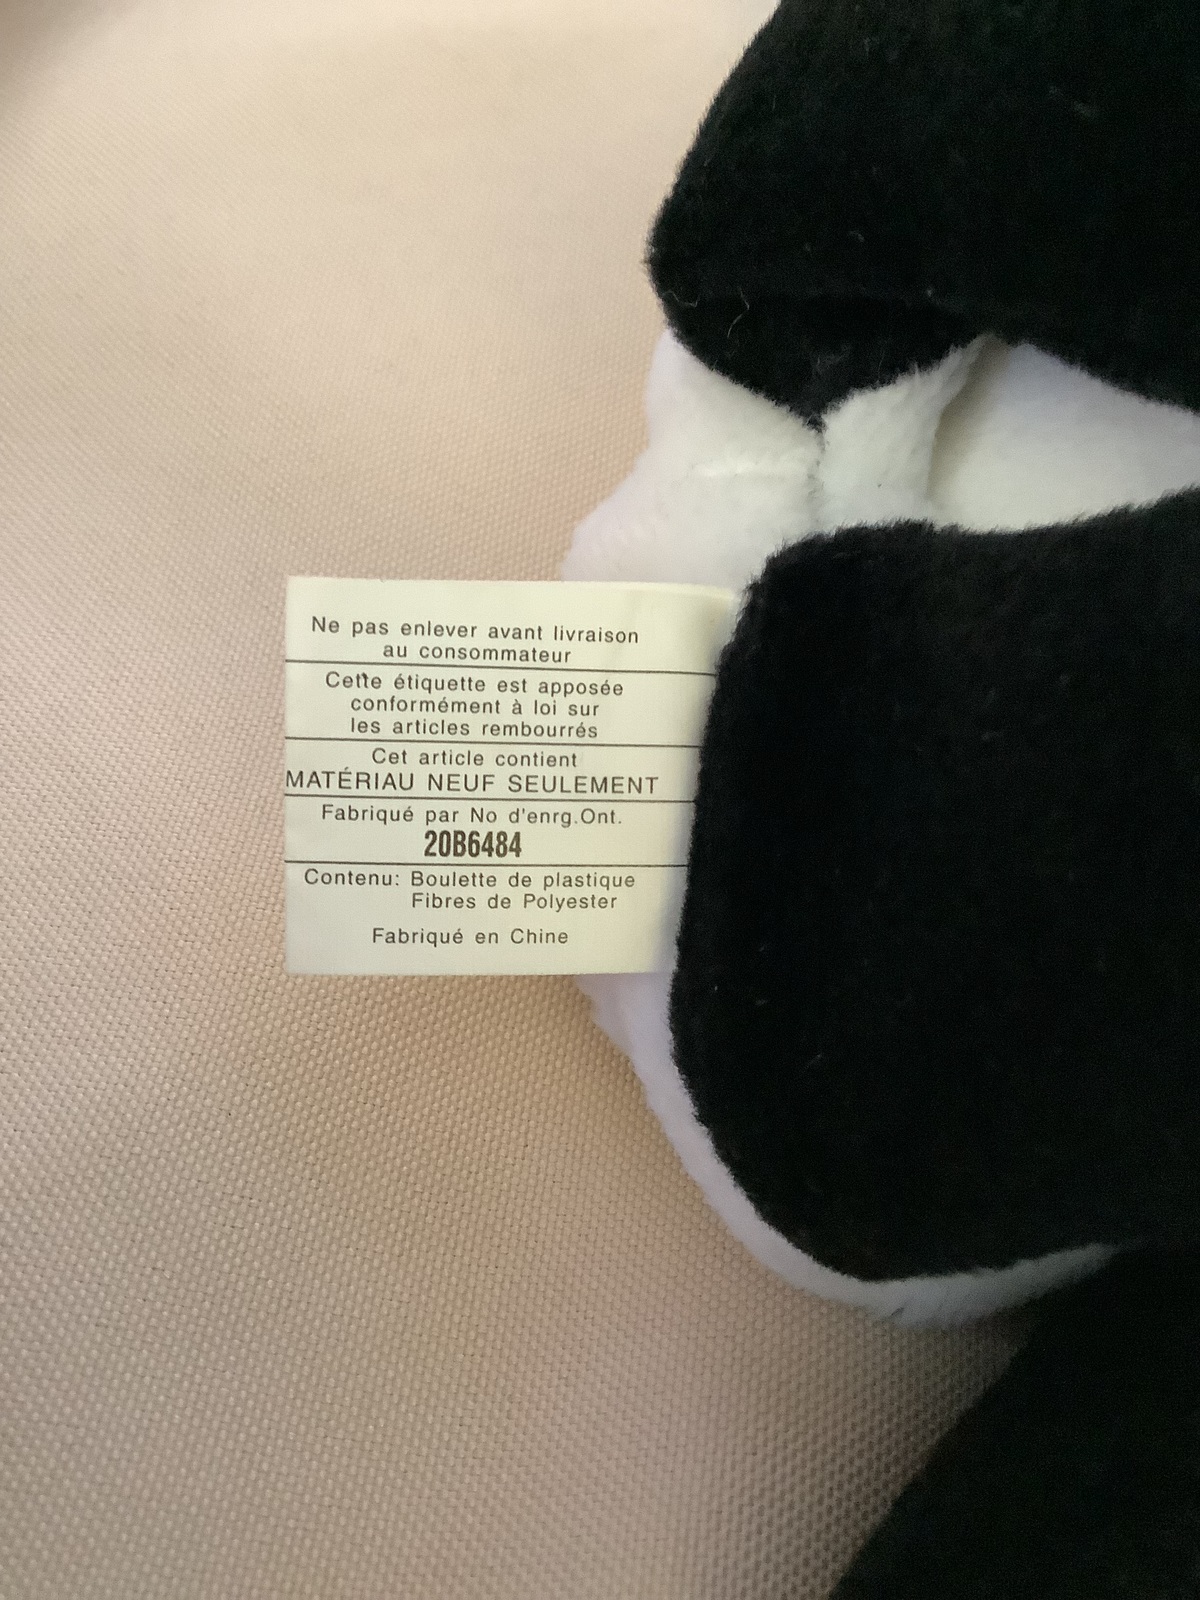 Ne pas enlever avant livraison
au consommateur
Cette étiquette est apposée
conformément à loi sur
les articles rembourrés
Cet article contient
MATÉRIAU NEUF SEULEMENT
Fabriqué par No d'enrg.Ont.
20B6484
Contenu: Boulette de plastique
Fibres de Polyester
Fabriqué en Chine